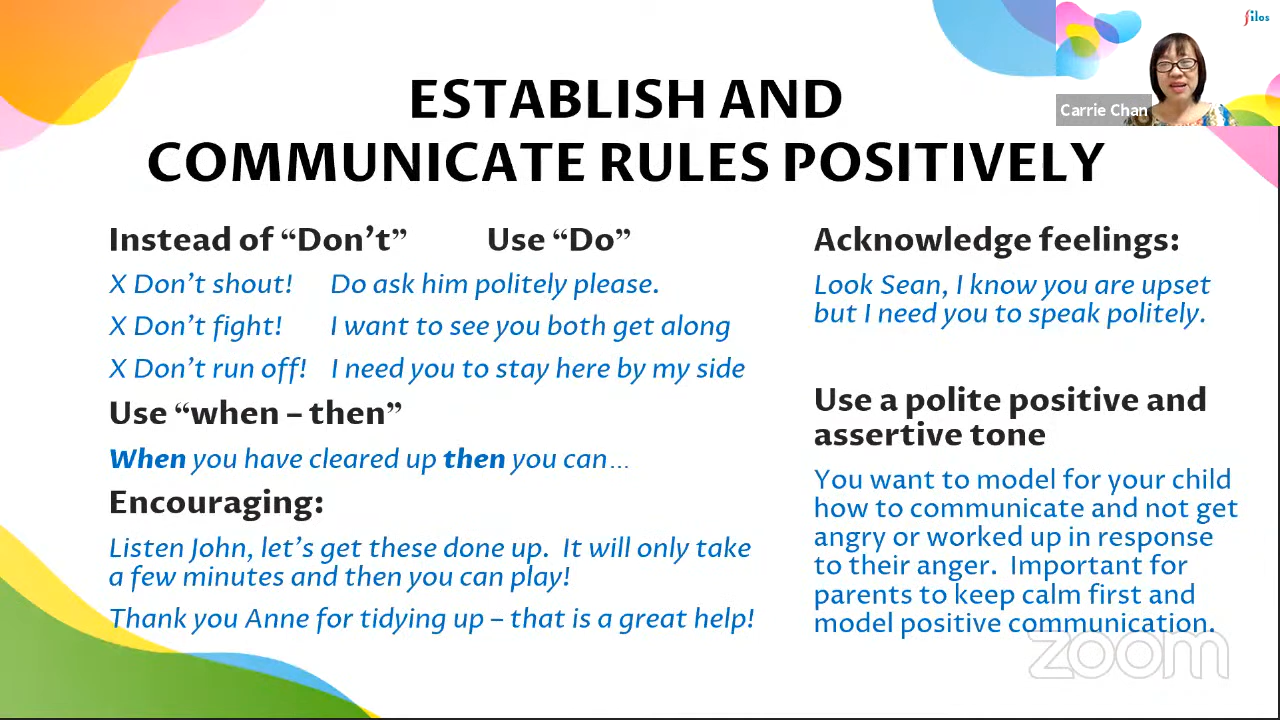 filos
Carrie Chan
ESTABLISH AND
COMMUNICATE RULES POSITIVELY
Instead of “Don’t” Use “Do”
X Don’t shout! Do ask him politely please.
X Don’t fight! I want to see you both get along
X Don’t run off! I need you to stay here by my side
Use “when – then”
When you have cleared up then you can…
Encouraging:
Listen John, let’s get these done up. It will only take
a few minutes and then you can play!
Thank you Anne for tidying up – that is a great help!
Acknowledge feelings:
Look Sean, I know you are upset
but I need you to speak politely.
Use a polite positive and
assertive tone
You want to model for your child
how to communicate and not get
angry or worked up in response
to their anger. Important for
parents to keep calm first and
model positive communication.
zoom